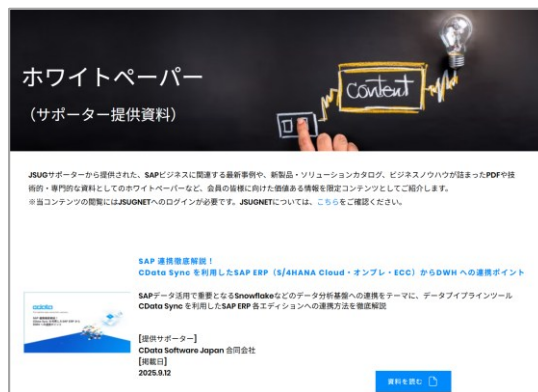 ホワイトペーパー
（サポーター提供資料）
Content
JSUGサポーターから提供された、SAPビジネスに関連する最新事例や、新製品・ソリューションカタログ、ビジネスノウハウが詰まったPDFや技
術的・専門的な資料としてのホワイトペーパーなど、会員の皆様に向けた価値ある情報を限定コンテンツとしてご紹介します。
※当コンテンツの閲覧にはJSUGNETへのログインが必要です。JSUGNETについては、こちらをご確認ください。
SAP 連携徹底解説！
CData Sync を利用したSAP ERP（S/4HANA Cloud・オンプレ・ECC）からDWH への連携ポイント
SAPデータ活用で重要となるSnowflakeなどのデータ分析基盤への連携をテーマに、データパイプラインツール
CData Sync を利用したSAP ERP 各エディションへの連携方法を徹底解説
cdata
[提供サポーター]
CData Software Japan 合同会社
[掲載日]
2025.9.12
資料を読む